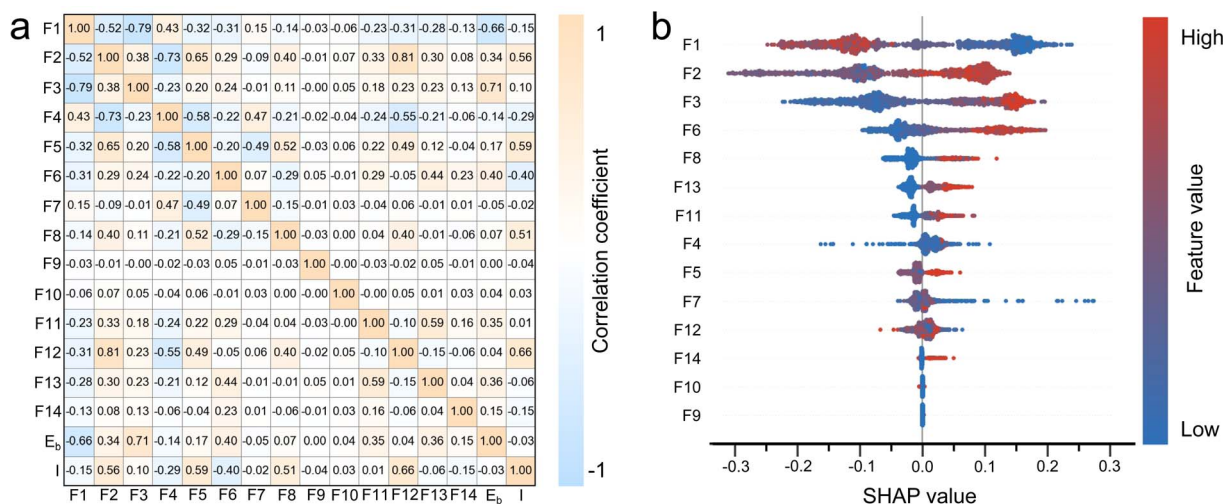 a
F1 1.00 -0.52 -0.79 0.43 -0.32 -0.31 0.15 -0.14 -0.03 -0.06 -0.23 -0.31 -0.28 -0.13 -0.66 -0.15
F2 -0.52 1.00 0.38 -0.73 0.65 0.29 -0.09 0.40 -0.01 0.07 0.33 0.81 0.30 0.08 0.34 0.56
F3 -0.79 0.38 1.00 -0.23 0.20 0.24 -0.01 0.11 -0.00 0.05 0.18 0.23 0.23 0.13 0.71 0.10
F4 0.43 -0.73 -0.23 1.00 -0.58 -0.22 0.47 -0.21 -0.02 -0.04 -0.24 -0.55 -0.21 -0.06 -0.14 -0.29
F5 -0.32 0.65 0.20 -0.58 1.00 -0.20 -0.49 0.52 -0.03 0.06 0.22 0.49 0.12 -0.04 0.17 0.59
F6 -0.31 0.29 0.24 -0.22 -0.20 1.00 0.07 -0.29 0.05 -0.01 0.29 -0.05 0.44 0.23 0.40 -0.40
F7 0.15 -0.09 -0.01 0.47 -0.49 0.07 1.00 -0.15 -0.01 0.03 -0.04 0.06 -0.01 0.01 -0.05 -0.02
F8 -0.14 0.40 0.11 -0.21 0.52 -0.29 -0.15 1.00 -0.03 0.00 0.04 0.40 -0.01 -0.06 0.07 0.51
F9 -0.03 -0.01 -0.00 -0.02 -0.03 0.05 -0.01 -0.03 1.00 -0.00 -0.03 -0.02 0.05 -0.01 0.00 -0.04
F10 -0.06 0.07 0.05 -0.04 0.06 -0.01 0.03 0.00 -0.00 1.00 -0.00 0.05 0.01 0.03 0.04 0.03
F11 -0.23 0.33 0.18 -0.24 0.22 0.29 -0.04 0.04 -0.03 -0.00 1.00 -0.10 0.59 0.16 0.35 0.01
F12 -0.31 0.81 0.23 -0.55 0.49 -0.05 0.06 0.40 -0.02 0.05 -0.10 1.00 -0.15 -0.06 0.04 0.66
F13 -0.28 0.30 0.23 -0.21 0.12 0.44 -0.01 -0.01 0.05 0.01 0.59 -0.15 1.00 0.04 0.36 -0.06
F14 -0.13 0.08 0.13 -0.06 -0.04 0.23 0.01 -0.06 -0.01 0.03 0.16 -0.06 0.04 1.00 0.15 -0.15
E_b -0.66 0.34 0.71 -0.14 0.17 0.40 -0.05 0.07 0.00 0.04 0.35 0.04 0.36 0.15 1.00 -0.03
I -0.15 0.56 0.10 -0.29 0.59 -0.40 -0.02 0.51 -0.04 0.03 0.01 0.66 -0.06 -0.15 -0.03 1.00
F1 F2 F3 F4 F5 F6 F7 F8 F9 F10 F11 F12 F13 F14 E_b I
1
Correlation coefficient
-1
b
F1
F2
F3
F6
F8
F13
F11
F4
F5
F7
F12
F14
F10
F9
-0.3 -0.2 -0.1 0.0 0.1 0.2 0.3
SHAP value
High
Feature value
Low